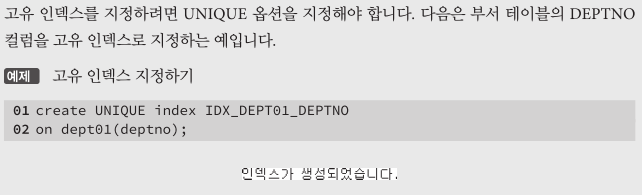 고유 인덱스를 지정하려면 UNIQUE 옵션을 지정해야 합니다. 다음은 부서 테이블의 DEPTNO
컬럼을 고유 인덱스로 지정하는 예입니다.
예제 고유 인덱스 지정하기
01 create UNIQUE index IDX_DEPT01_DEPTNO
02 on dept01(deptno);
인덱스가 생성되었습니다.